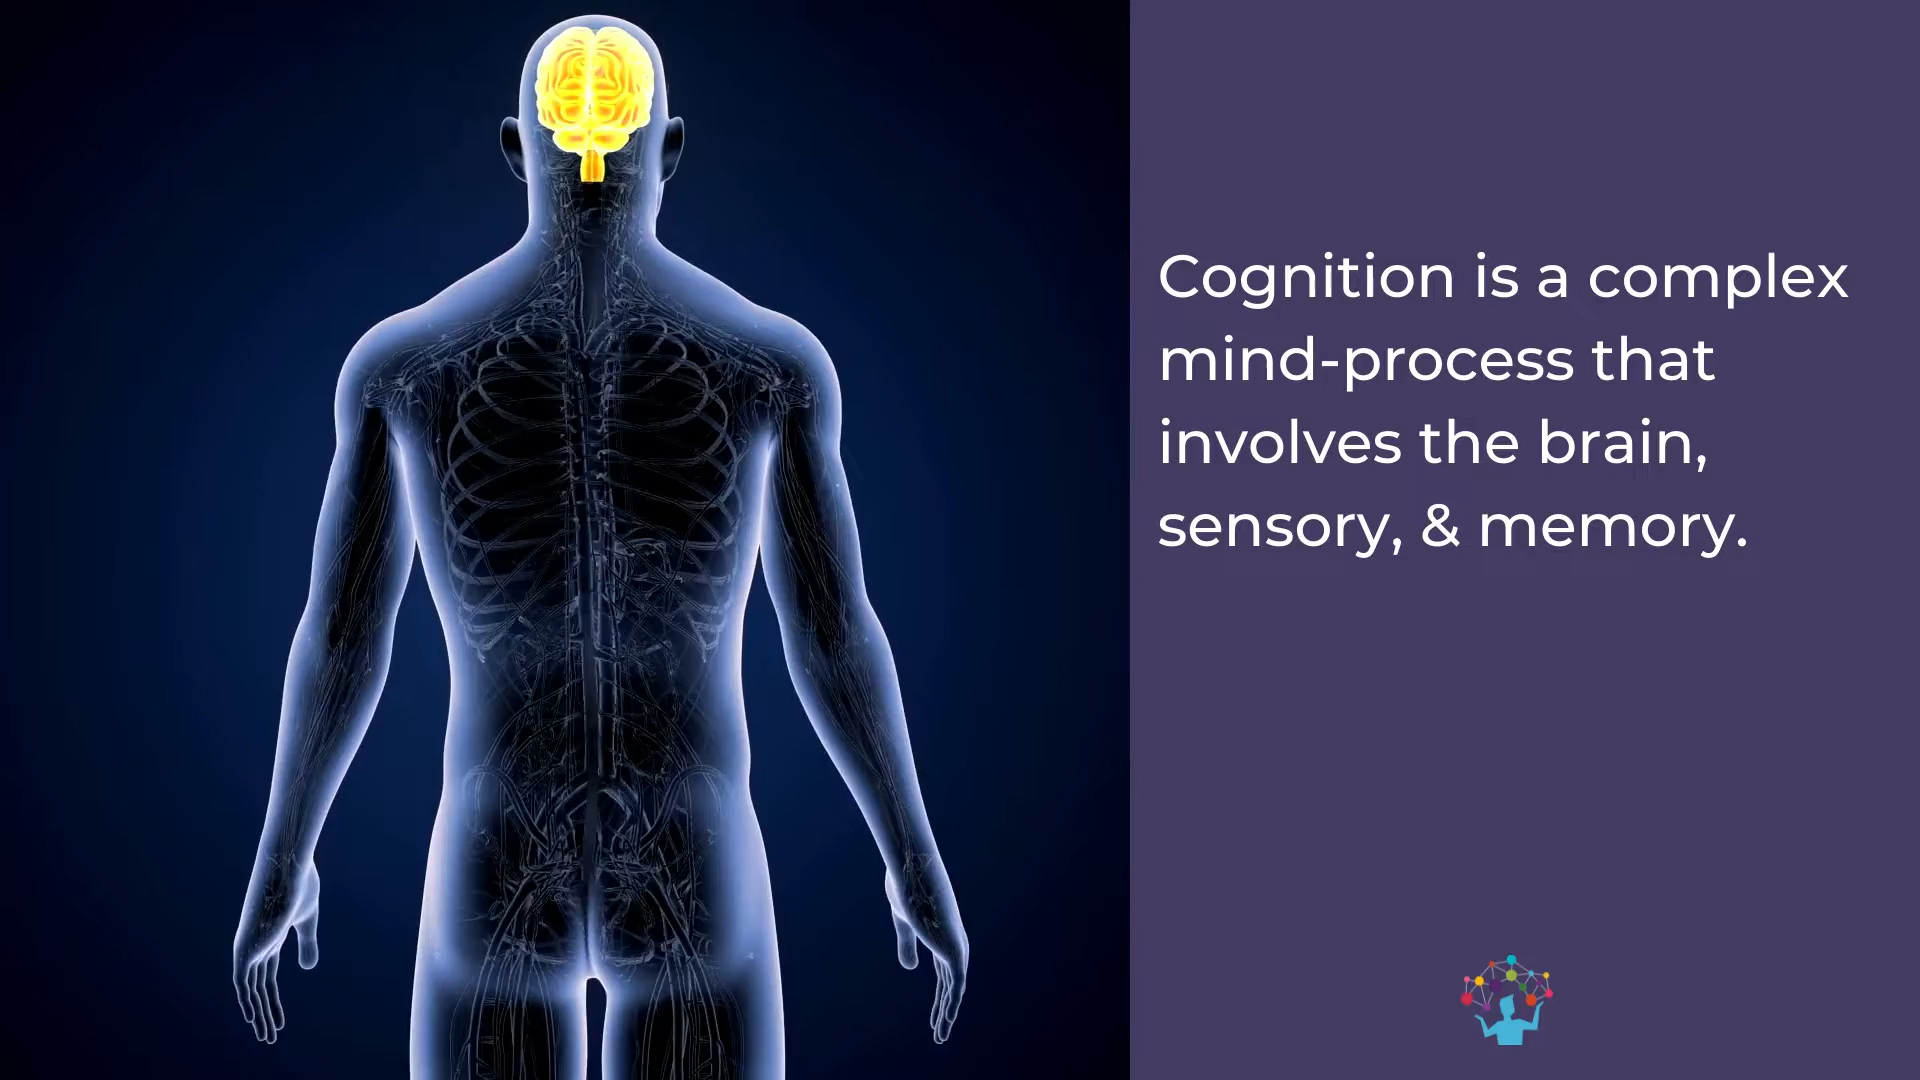 Cognition is a complex
mind-process that
involves the brain,
sensory, & memory.